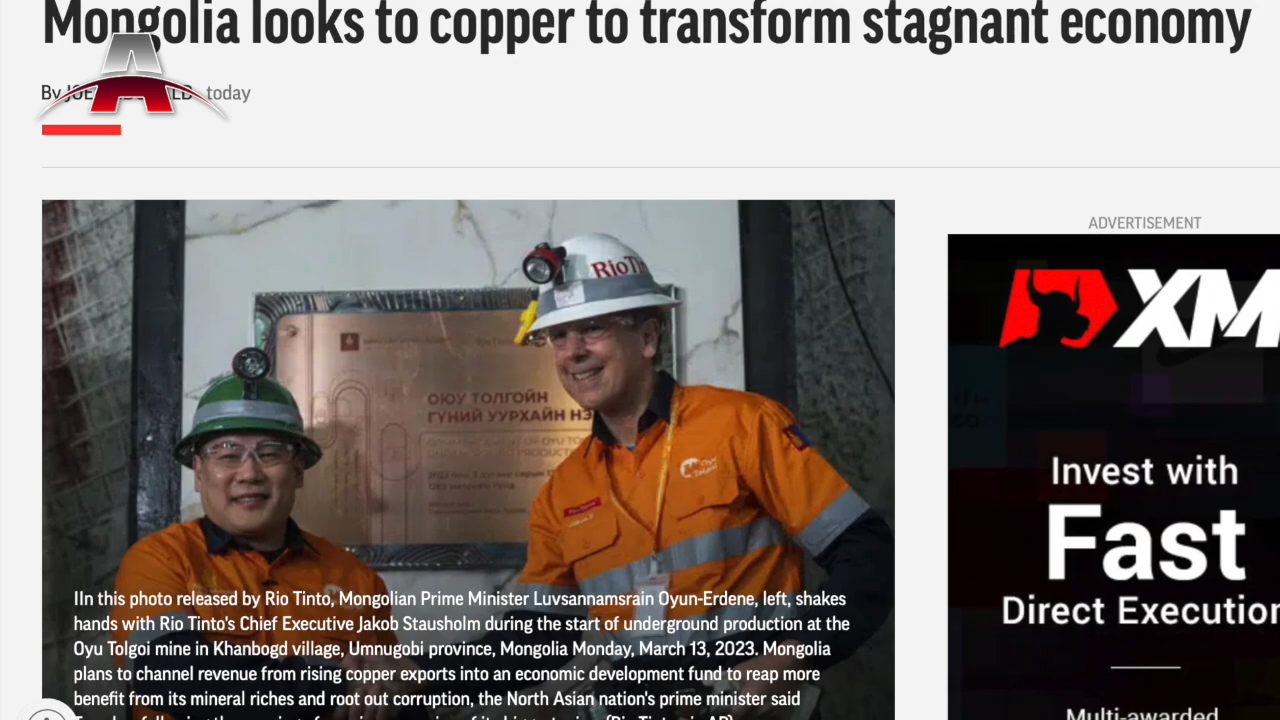 Mongolia looks to copper to transform stagnant economy
By today
ADVERTISEMENT
XM
RioTi
Invest with
Fast
Direct Execution
ОЮУ ТОЛГОЙН
ГҮНИЙ УУРХАЙН НЭ
IIn this photo released by Rio Tinto, Mongolian Prime Minister Luvsannamsrain Oyun-Erdene, left, shakes
hands with Rio Tinto's Chief Executive Jakob Stausholm during the start of underground production at the
Oyu Tolgoi mine in Khanbogd village, Umnugobi province, Mongolia Monday, March 13, 2023. Mongolia
plans to channel revenue from rising copper exports into an economic development fund to reap more
benefit from its mineral riches and root out corruption, the North Asian nation's prime minister said
Multi-awarded